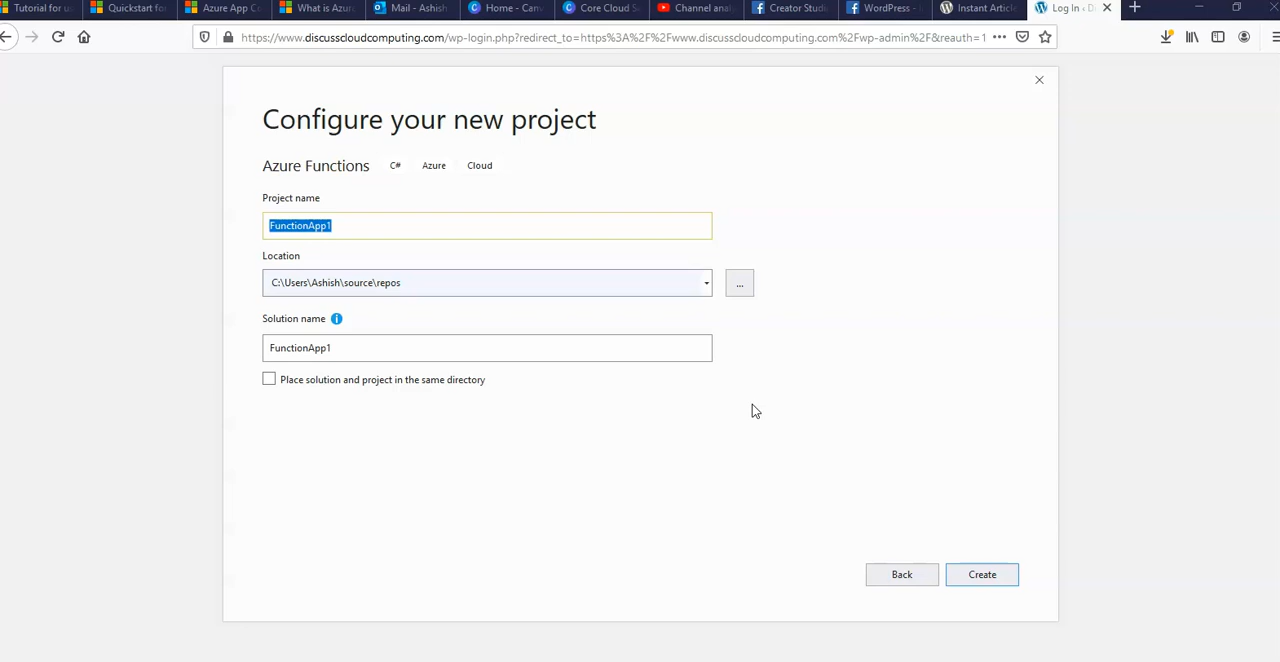 Tutorial for u
Quickstart fo
Azure App Co
What is Azur
Mail - Ashish
Home - Canv
Core Cloud Se
Channel anal
Creator Studi
WordPress -
Instant Article
Log In ‹ D
https://www.discusscloudcomputing.com/wp-login.php?redirect_to=https%3A%2F%2Fwww.discusscloudcomputing.com%2Fwp-admin%2F&reauth=1
Configure your new project
Azure Functions C# Azure Cloud
Project name
FunctionApp1
Location
C:\Users\Ashish\source\repos
...
Solution name
FunctionApp1
Place solution and project in the same directory
Back Create